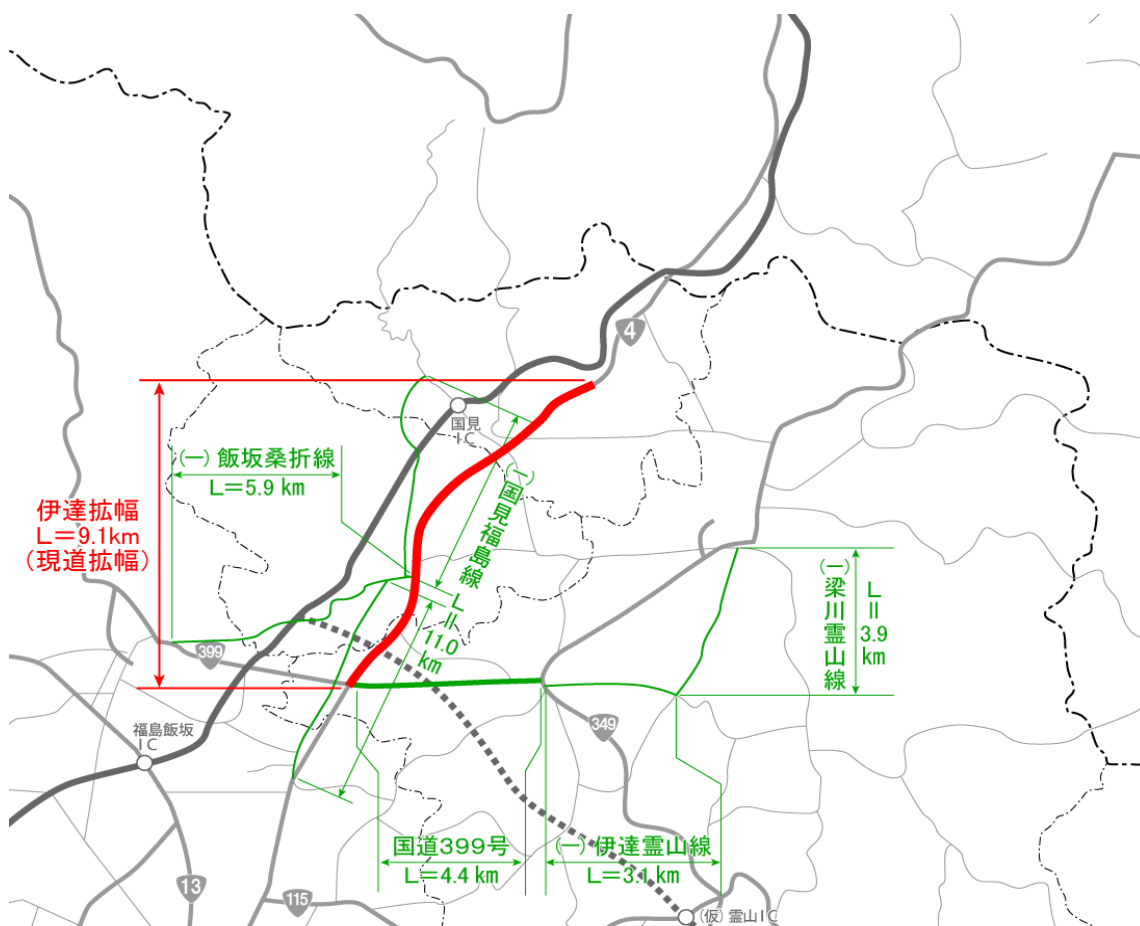 4
国見
IC
(一) 飯坂桑折線
L=5.9 km
伊達拡幅
L=9.1km
(現道拡幅)
(一)国見福島線 L=11.0 km
(一)梁川霊山線
L=3.9 km
399
福島飯坂
IC
349
国道399号
L=4.4 km
(一) 伊達霊山線
L=3.1km
13
115
(仮) 霊山IC